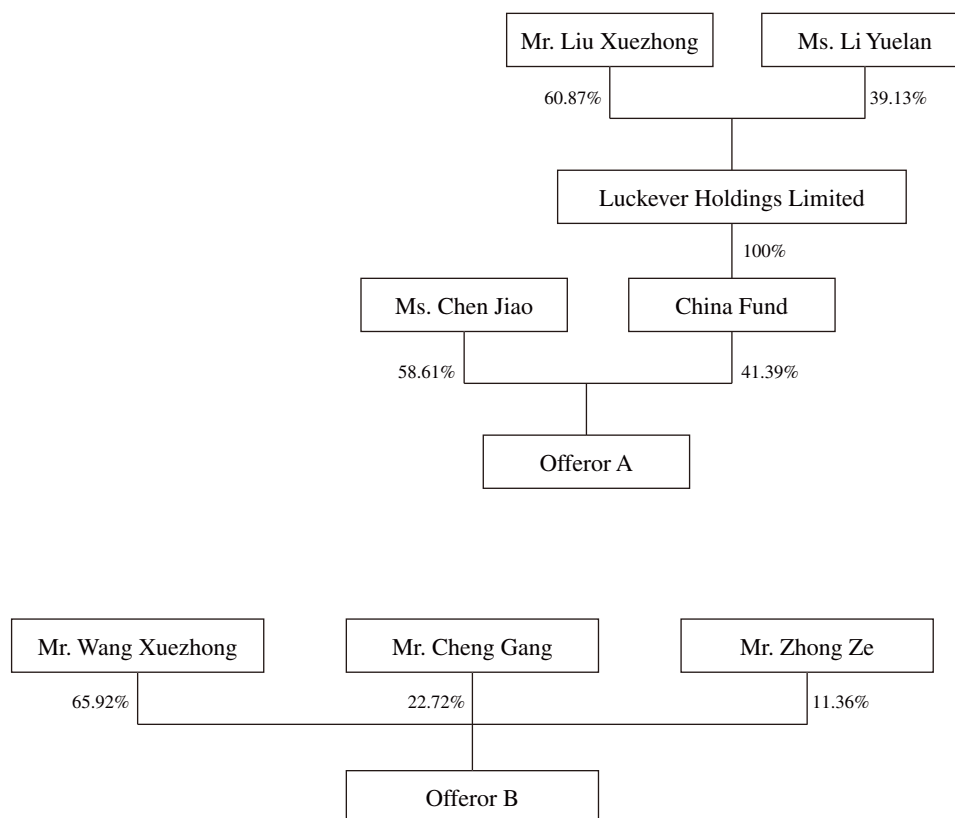 Mr. Liu Xuezhong
Ms. Li Yuelan
60.87%
39.13%
Luckever Holdings Limited
100%
Ms. Chen Jiao
China Fund
58.61%
41.39%
Offeror A
Mr. Wang Xuezhong
Mr. Cheng Gang
Mr. Zhong Ze
65.92%
22.72%
11.36%
Offeror B